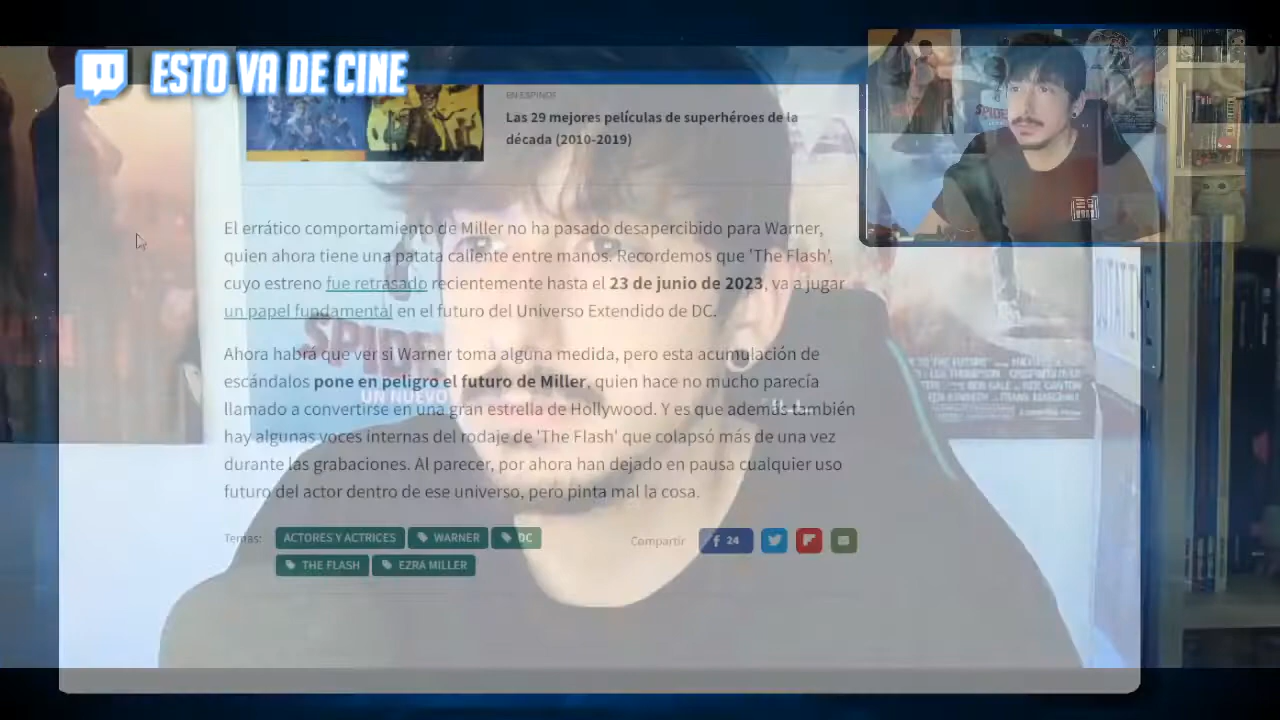 ESTO VA DE CINE
EN ESPINOF
Las 29 mejores películas de superhéroes de la
década (2010-2019)
El errático comportamiento de Miller no ha pasado desapercibido para Warner,
quien ahora tiene una patata caliente entre manos. Recordemos que 'The Flash',
cuyo estreno fue retrasado recientemente hasta el 23 de junio de 2023, va a jugar
un papel fundamental en el futuro del Universo Extendido de DC.
Ahora habrá que ver si Warner toma alguna medida, pero esta acumulación de
escándalos pone en peligro el futuro de Miller, quien hace no mucho parecía
UN NUEVO
llamado a convertirse en una gran estrella de Hollywood. Y es que además también
hay algunas voces internas del rodaje de 'The Flash' que colapsó más de una vez
durante las grabaciones. Al parecer, por ahora han dejado en pausa cualquier uso
futuro del actor dentro de ese universo, pero pinta mal la cosa.
Temas: ACTORES Y ACTRICES WARNER DC
Compartir 24
THE FLASH EZRA MILLER